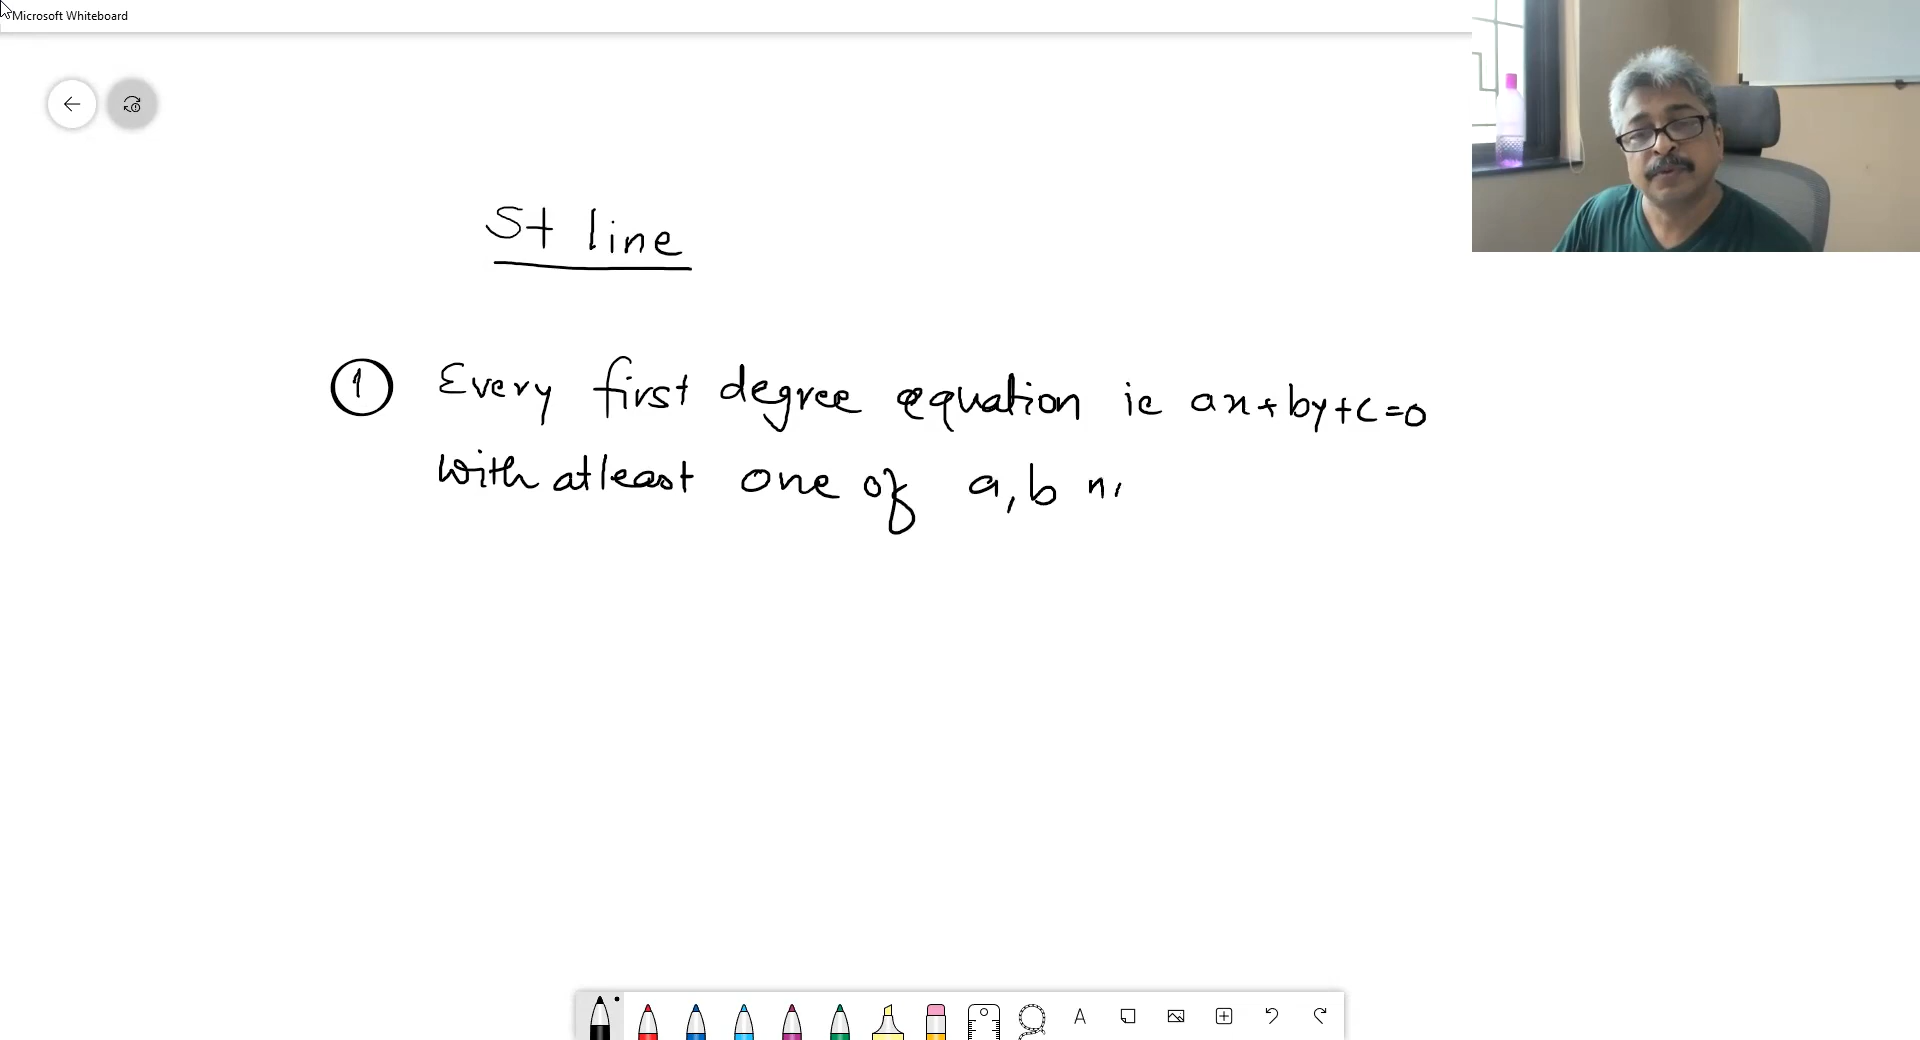 Microsoft Whiteboard
St line
1 Every first degree equation ie ax+by+c=0
with atleast one of a, b